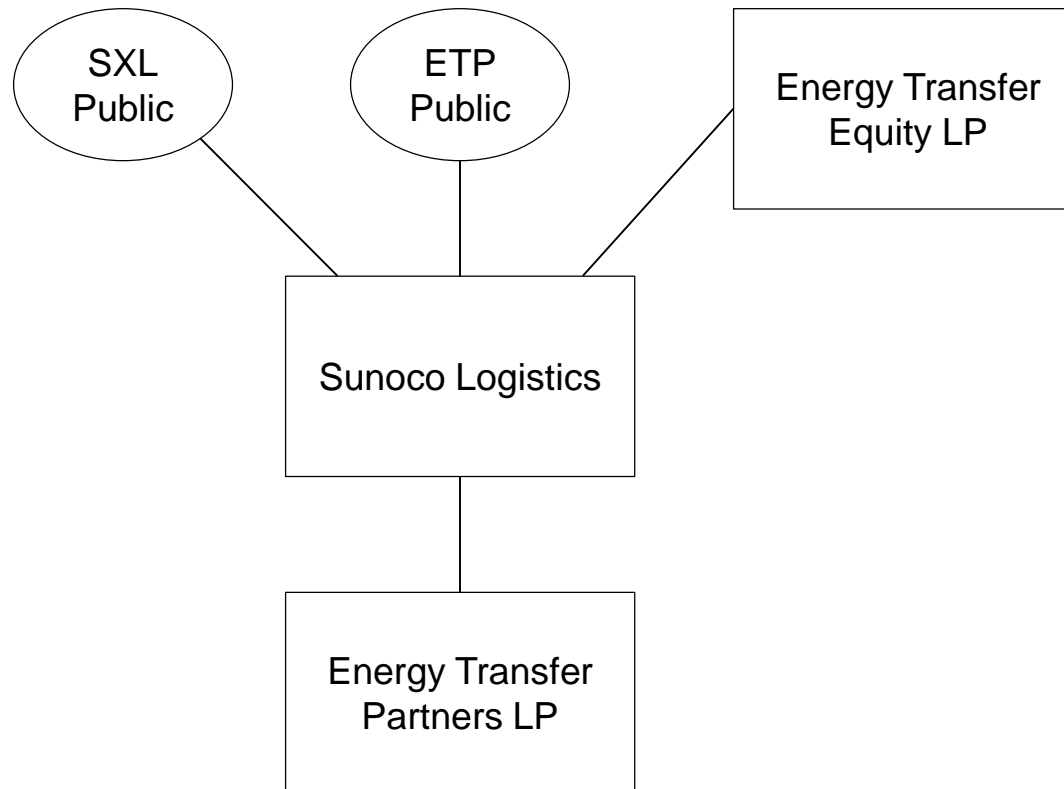 SXL
Public
ETP
Public
Energy Transfer
Equity LP
Sunoco Logistics
Energy Transfer
Partners LP